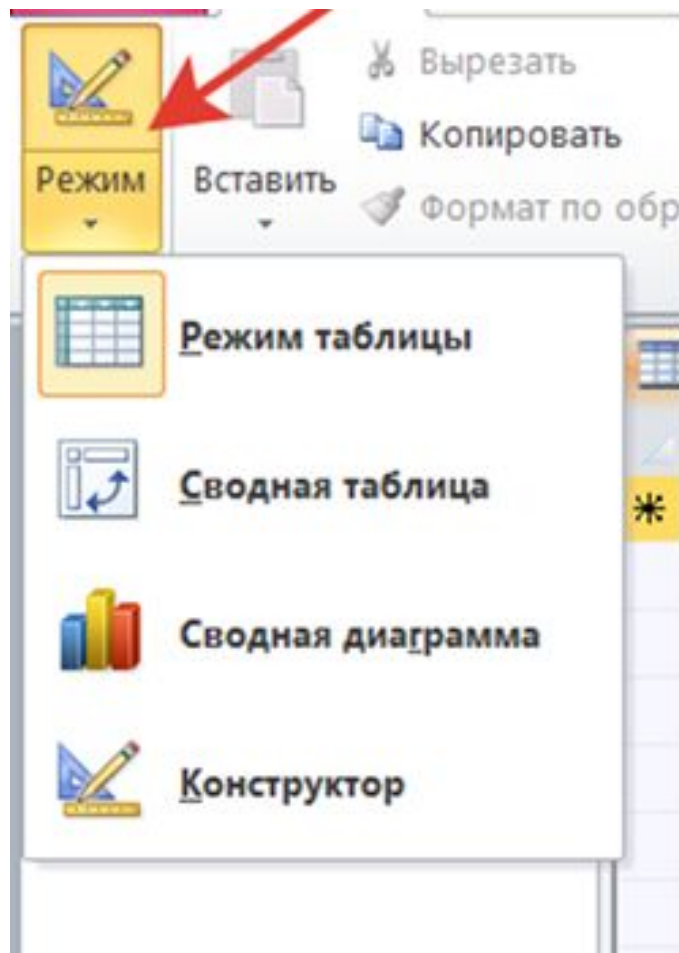 Вырезать
Копировать
Режим
Вставить
Формат по обр
Режим таблицы
Сводная таблица
Сводная диаграмма
Конструктор